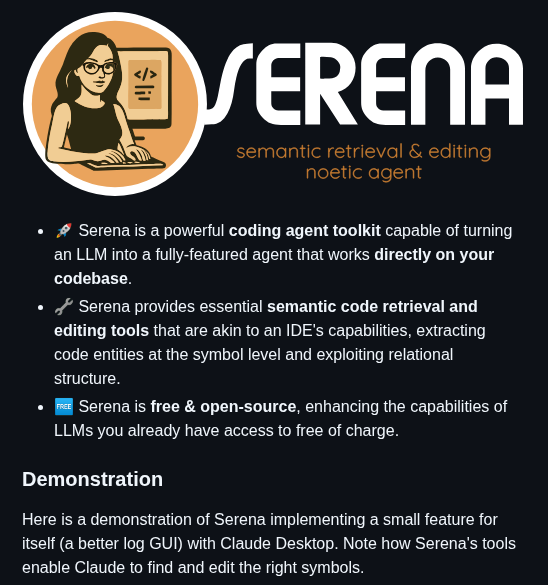 </>
SERENA
semantic retrieval & editing
noetic agent
🚀 Serena is a powerful coding agent toolkit capable of turning
an LLM into a fully-featured agent that works directly on your
codebase.
🔧 Serena provides essential semantic code retrieval and
editing tools that are akin to an IDE's capabilities, extracting
code entities at the symbol level and exploiting relational
structure.
🆓 Serena is free & open-source, enhancing the capabilities of
LLMs you already have access to free of charge.
Demonstration
Here is a demonstration of Serena implementing a small feature for
itself (a better log GUI) with Claude Desktop. Note how Serena's tools
enable Claude to find and edit the right symbols.